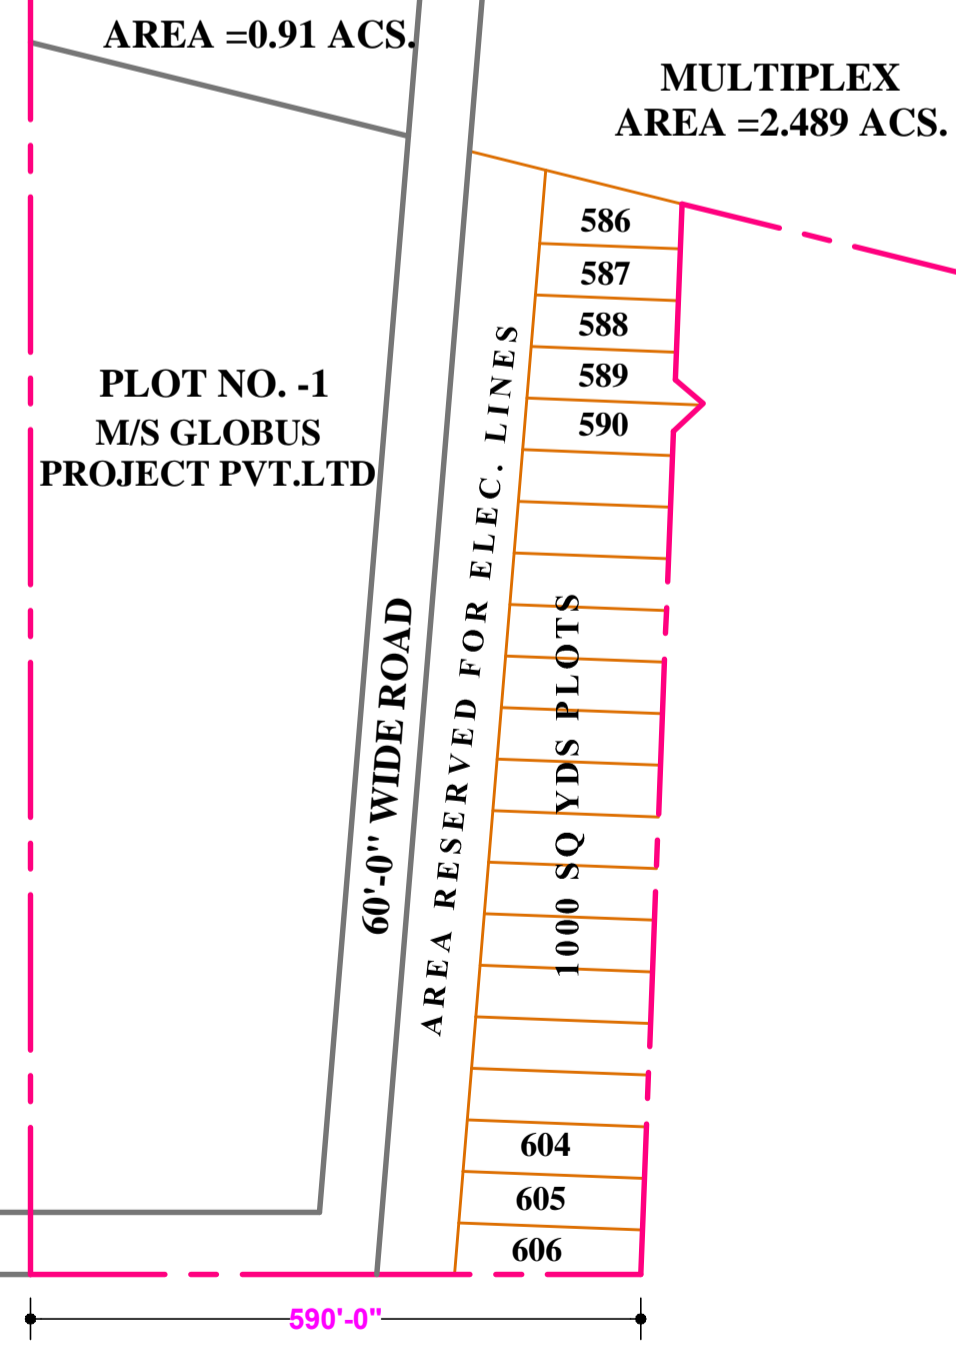 AREA =0.91 ACS.
MULTIPLEX
AREA =2.489 ACS.
586
587
588
589
590
PLOT NO. -1
M/S GLOBUS
PROJECT PVT.LTD
60'-0" WIDE ROAD
AREA RESERVED FOR ELEC. LINES
1000 SQ YDS PLOTS
604
605
606
590'-0"